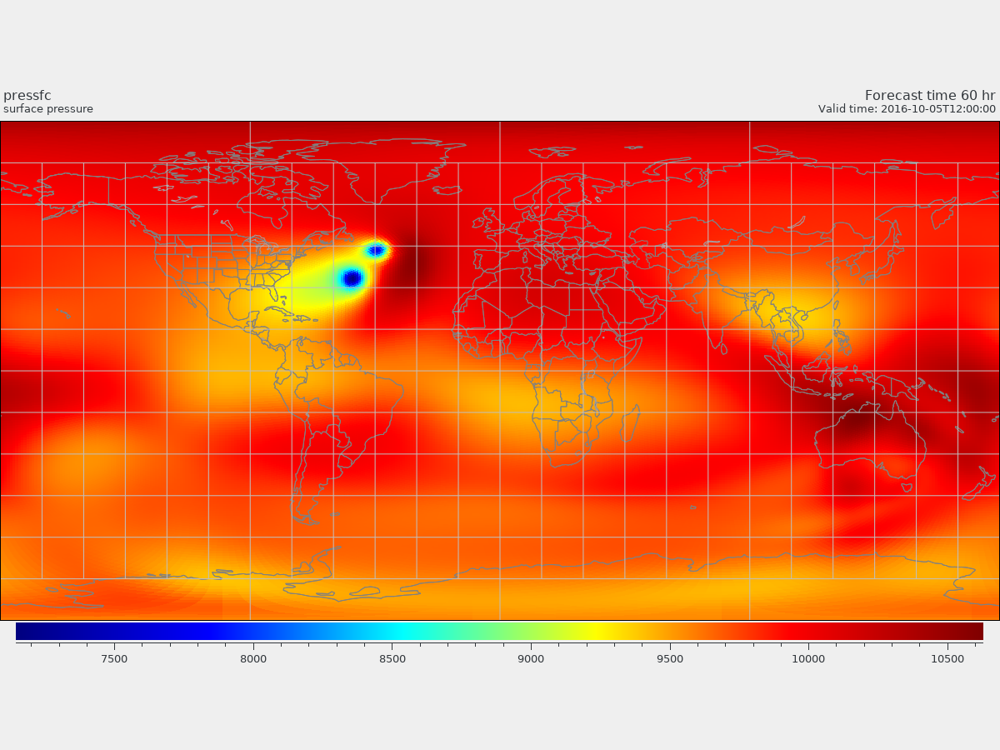 pressfc
surface pressure
Forecast time 60 hr
Valid time: 2016-10-05T12:00:00
7500 8000 8500 9000 9500 10000 10500